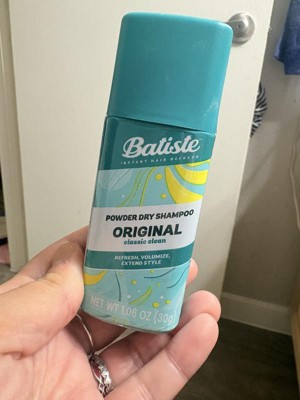 Batiste
INSTANT HAIR REFRESH
POWDER DRY SHAMPOO
ORIGINAL
classic clean
REFRESH, VOLUMIZE,
EXTEND STYLE
NET WT 1.06 OZ (30g)